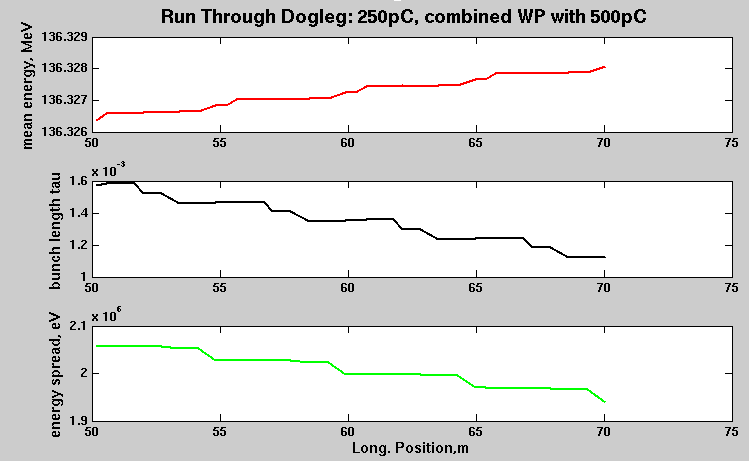 Run Through Dogleg: 250pC, combined WP with 500pC
mean energy, MeV
136.329
136.328
136.327
136.326
50 55 60 65 70 75
bunch length tau
x 10^-3
1.6
1.4
1.2
1
50 55 60 65 70 75
energy spread, eV
x 10^6
2.1
2
1.9
50 55 60 65 70 75
Long. Position,m